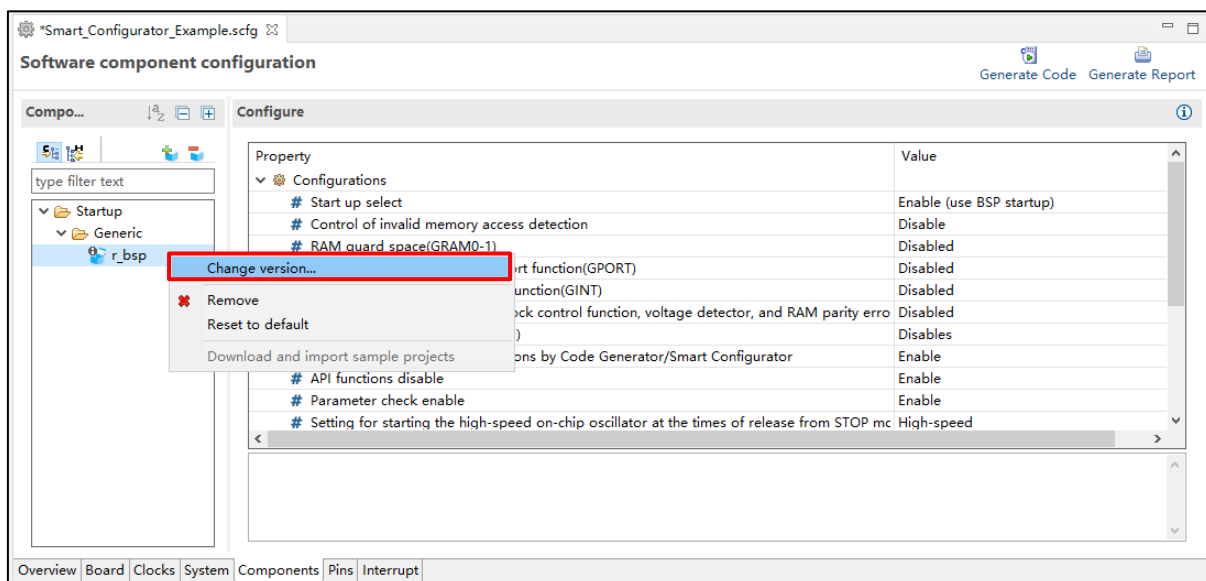 *Smart_Configurator_Example.scfg
Software component configuration
Generate Code Generate Report
Compo...
Configure
type filter text
Startup
Generic
r_bsp
Change version...
Remove
Reset to default
Download and import sample projects
Property Value
Configurations
# Start up select Enable (use BSP startup)
# Control of invalid memory access detection Disable
# RAM guard space(GRAM0-1) Disabled
rt function(GPORT) Disabled
unction(GINT) Disabled
ck control function, voltage detector, and RAM parity erro Disabled
) Disables
ons by Code Generator/Smart Configurator Enable
# API functions disable Enable
# Parameter check enable Enable
# Setting for starting the high-speed on-chip oscillator at the times of release from STOP mc High-speed
Overview Board Clocks System Components Pins Interrupt